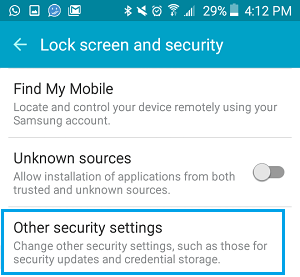 29% 4:12 PM
Lock screen and security
Find My Mobile
Locate and control your device remotely using your
Samsung account.
Unknown sources
Allow installation of applications from both
trusted and unknown sources.
Other security settings
Change other security settings, such as those for
security updates and credential storage.